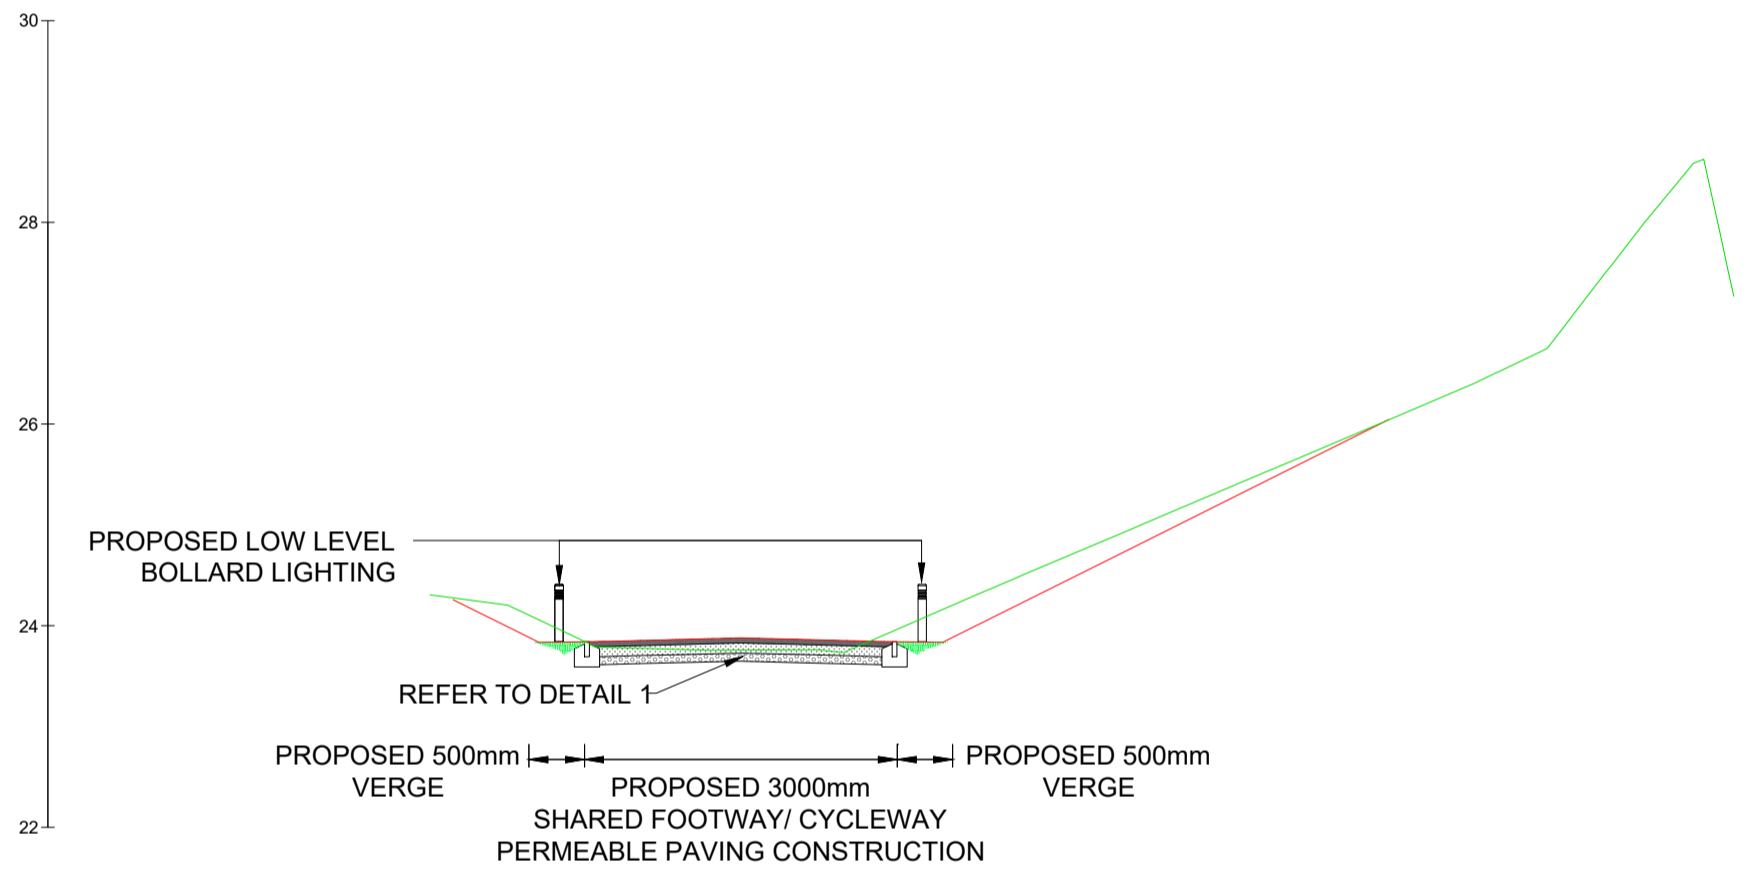 30
28
26
24
22
PROPOSED LOW LEVEL
BOLLARD LIGHTING
REFER TO DETAIL 1
PROPOSED 500mm
VERGE
PROPOSED 3000mm
SHARED FOOTWAY/ CYCLEWAY
PERMEABLE PAVING CONSTRUCTION
PROPOSED 500mm
VERGE